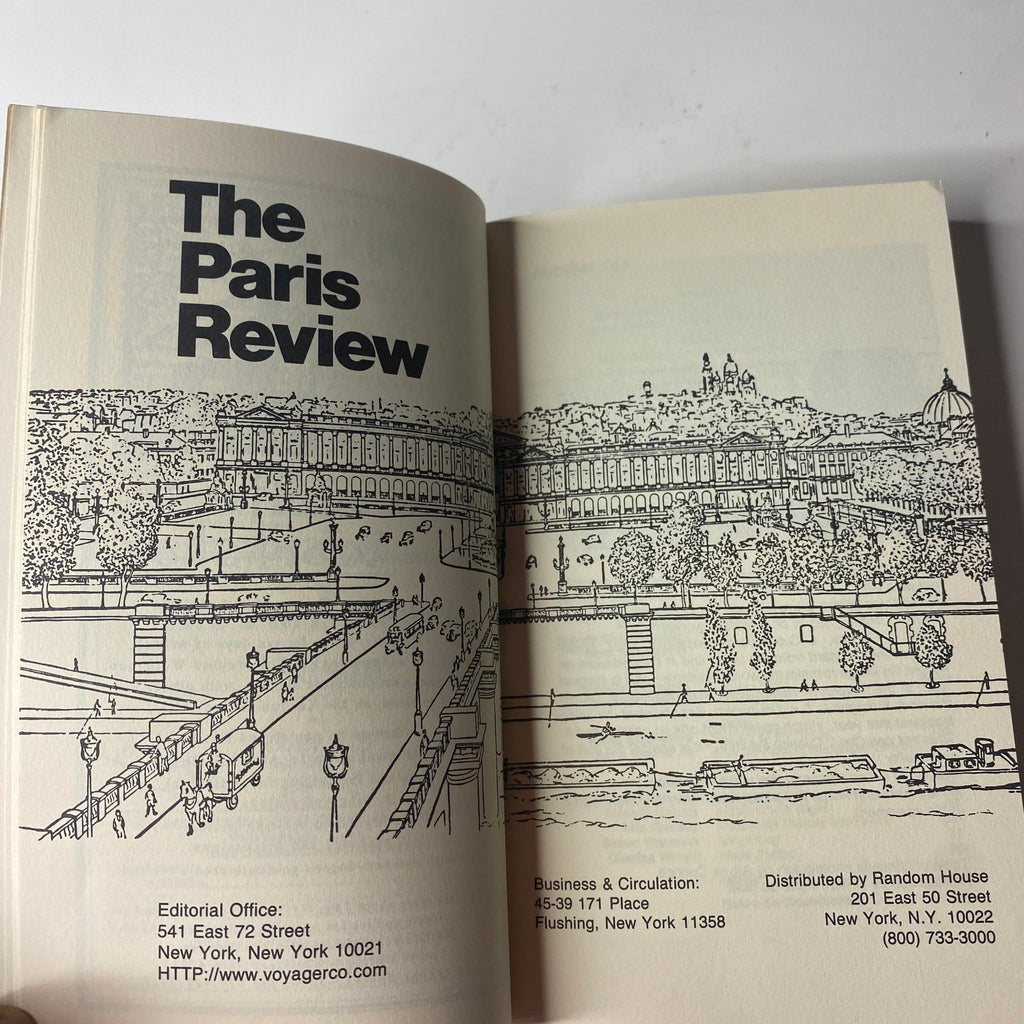 The
Paris
Review
Editorial Office:
541 East 72 Street
New York, New York 10021
HTTP://www.voyagerco.com
Business & Circulation:
45-39 171 Place
Flushing, New York 11358
Distributed by Random House
201 East 50 Street
New York, N.Y. 10022
(800) 733-3000